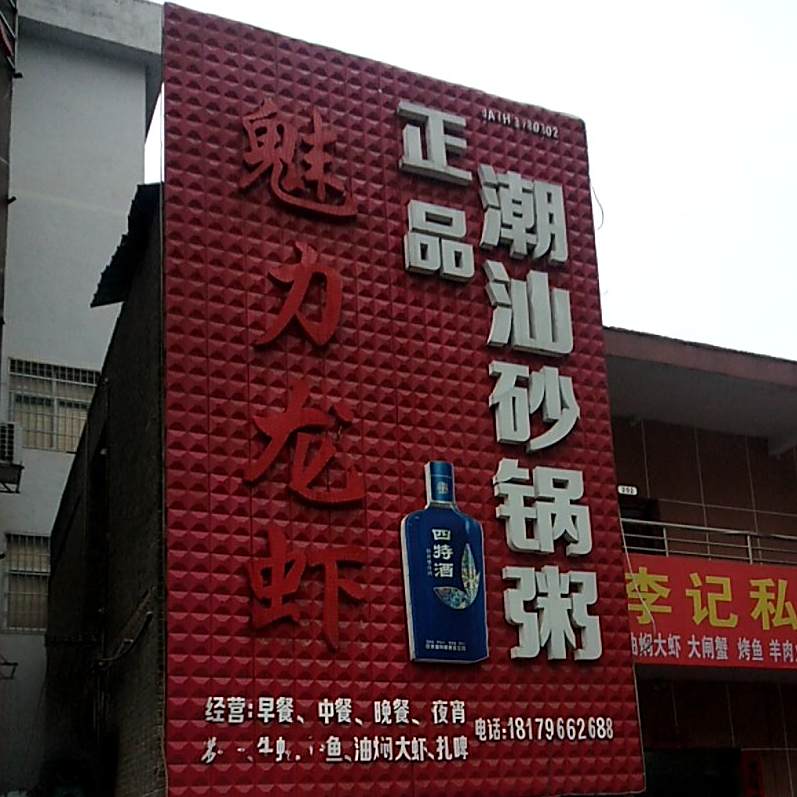 魅力龙虾
正品
潮汕砂锅粥
四特酒
经营:早餐、中餐、晚餐、夜宵
鱼、油焖大虾、扎啤
电话:18179662688
李记私
油焖大虾 大闸蟹 烤鱼 羊肉